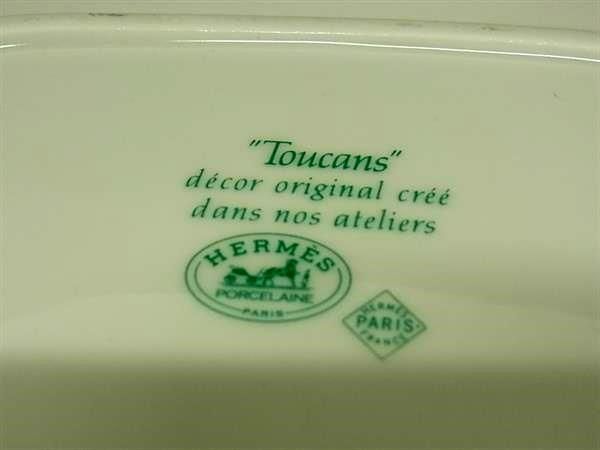 "Toucans"
décor original créé
dans nos ateliers
HERMÈS
PORCELAINE
PARIS
HERMÈS
PARIS
FRANCE